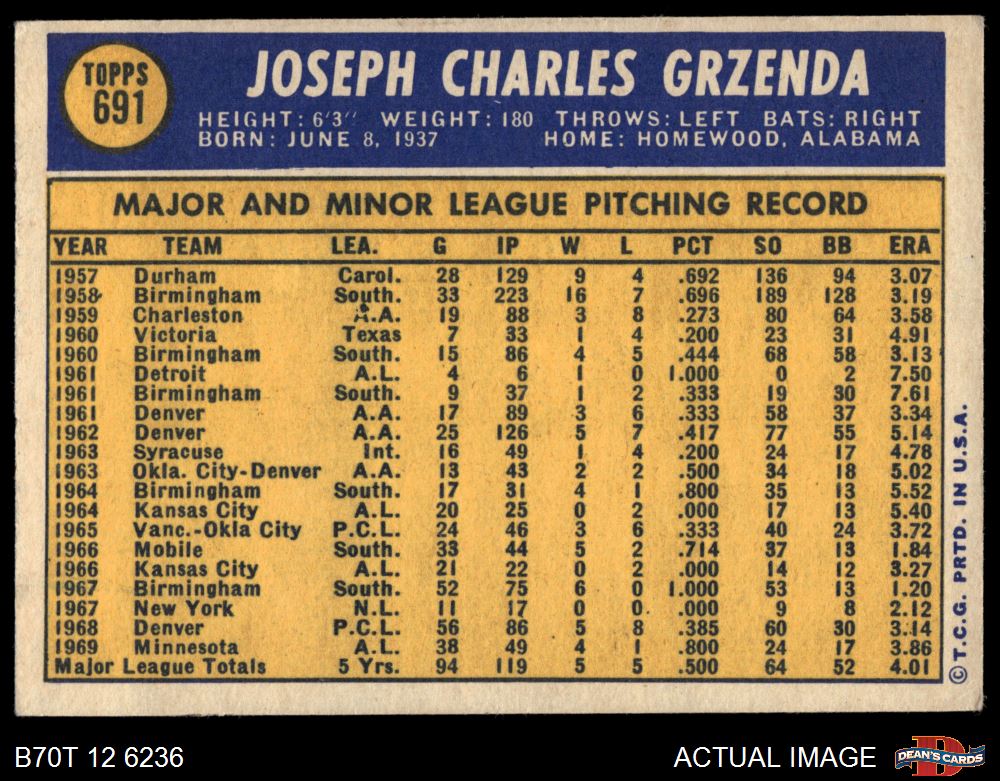 TOPPS
691
JOSEPH CHARLES GRZENDA
HEIGHT: 6'3" WEIGHT: 180 THROWS: LEFT BATS: RIGHT
BORN: JUNE 8, 1937 HOME: HOMEWOOD, ALABAMA
MAJOR AND MINOR LEAGUE PITCHING RECORD
YEAR TEAM LEA. G IP W L PCT SO BB ERA
1957 Durham Carol. 28 129 9 4 .692 136 94 3.07
1958 Birmingham South. 33 223 16 7 .696 189 128 3.19
1959 Charleston A.A. 19 88 3 8 .273 80 64 3.58
1960 Victoria Texas 7 33 1 4 .200 23 31 4.91
1960 Birmingham South. 15 86 4 5 .444 68 58 3.13
1961 Detroit A.L. 4 6 1 0 1.000 0 2 7.50
1961 Birmingham South. 9 37 1 2 .333 19 30 7.61
1961 Denver A.A. 17 89 3 6 .333 58 37 3.34
1962 Denver A.A. 25 126 5 7 .417 77 55 5.14
1963 Syracuse Int. 16 49 1 4 .200 24 17 4.78
1963 Okla. City-Denver A.A. 13 43 2 2 .500 34 18 5.02
1964 Birmingham South. 17 31 4 1 .800 35 13 5.52
1964 Kansas City A.L. 20 25 0 2 .000 17 13 5.40
1965 Vanc.-Okla City P.C.L. 24 46 3 6 .333 40 24 3.72
1966 Mobile South. 33 44 5 2 .714 37 13 1.84
1966 Kansas City A.L. 21 22 0 2 .000 14 12 3.27
1967 Birmingham South. 52 75 6 0 1.000 53 13 1.20
1967 New York N.L. 11 17 0 0 .000 9 8 2.12
1968 Denver P.C.L. 56 86 5 8 .385 60 30 3.14
1969 Minnesota A.L. 38 49 4 1 .800 24 17 3.86
Major League Totals 5 Yrs. 94 119 5 5 .500 64 52 4.01
© T.C.G. PRTD. IN U.S.A.
B70T 12 6236 ACTUAL IMAGE
D
DEAN'S CARDS